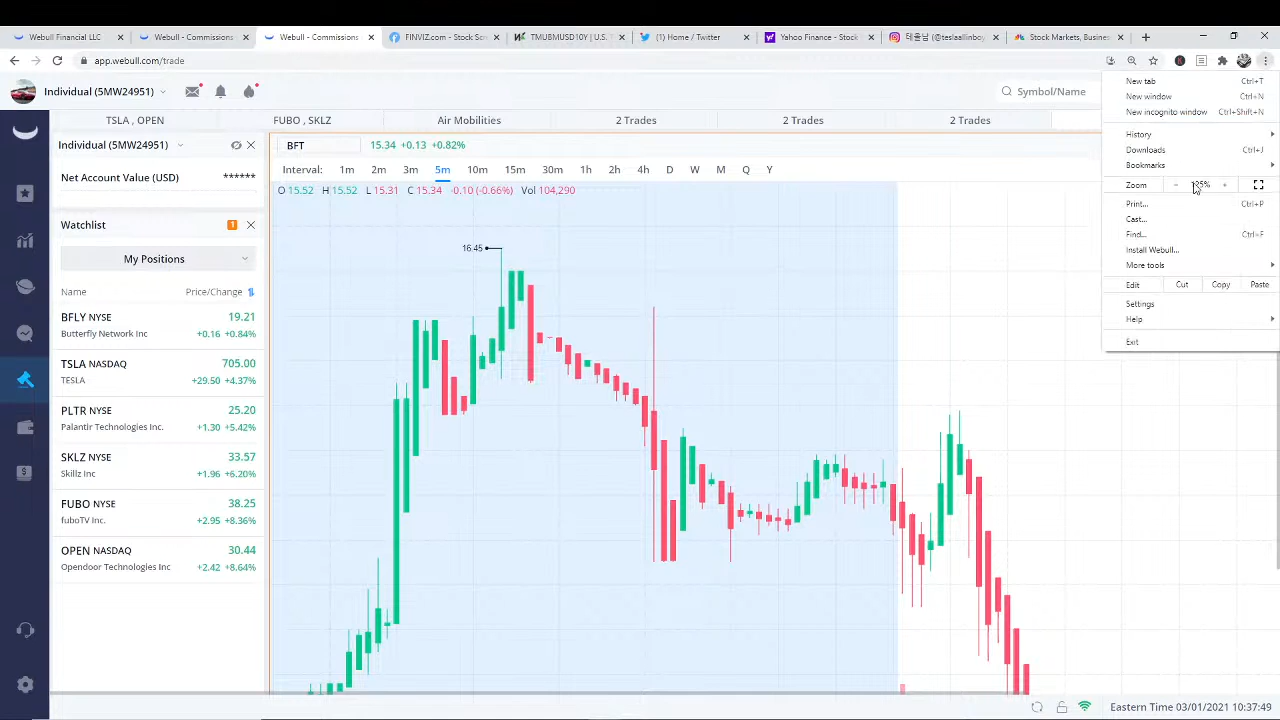 Webull Financial LLC
Webull - Commissions
Webull - Commissions
FINVIZ.com - Stock Scr
TMUBMUSD10Y | U.S. T
(1) Home / Twitter
Yahoo Finance - Stock
태을남 (@teslaallinboy
Stock Markets, Busines
app.webull.com/trade
Individual (5MW24951)
Symbol/Name
TSLA , OPEN
FUBO , SKLZ
Air Mobilities
2 Trades
2 Trades
2 Trades
Individual (5MW24951)
Net Account Value (USD) ******
Watchlist 1
My Positions
Name Price/Change
BFLY NYSE 19.21
Butterfly Network Inc +0.16 +0.84%
TSLA NASDAQ 705.00
TESLA +29.50 +4.37%
PLTR NYSE 25.20
Palantir Technologies Inc. +1.30 +5.42%
SKLZ NYSE 33.57
Skillz Inc +1.96 +6.20%
FUBO NYSE 38.25
fuboTV Inc. +2.95 +8.36%
OPEN NASDAQ 30.44
Opendoor Technologies Inc +2.42 +8.64%
BFT 15.34 +0.13 +0.82%
Interval: 1m 2m 3m 5m 10m 15m 30m 1h 2h 4h D W M Q Y
O 15.52 H 15.52 L 15.31 C 15.34 -0.10 (-0.66%) Vol 104,290
16.45
New tab Ctrl+T
New window Ctrl+N
New incognito window Ctrl+Shift+N
History
Downloads Ctrl+J
Bookmarks
Zoom - +
Print... Ctrl+P
Cast...
Find... Ctrl+F
Install Webull...
More tools
Edit Cut Copy Paste
Settings
Help
Exit
Eastern Time 03/01/2021 10:37:49